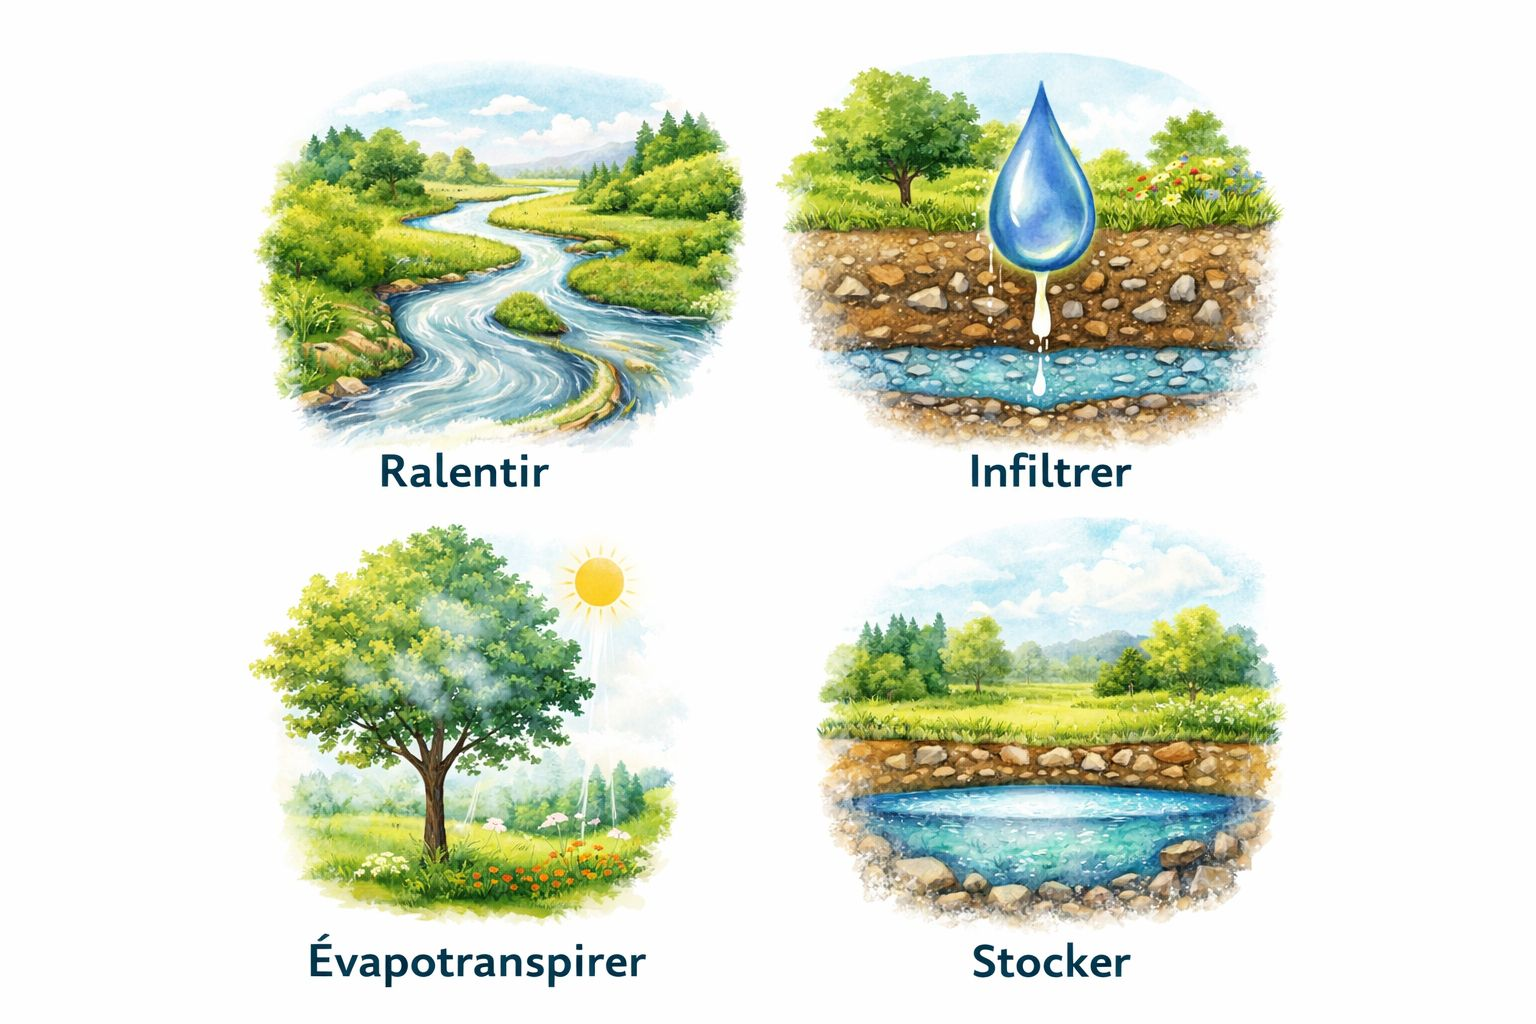 Ralentir
Infiltrer
Évapotranspirer
Stocker